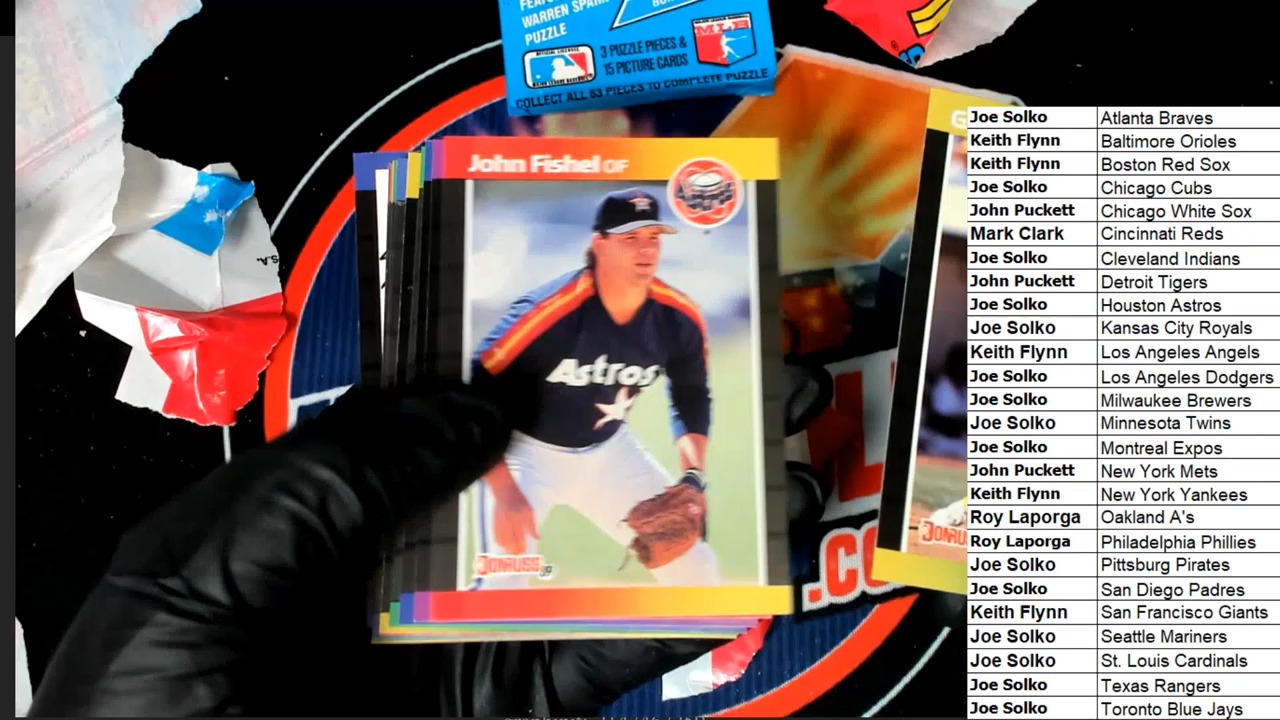 WARREN SPAHN
PUZZLE
3 PUZZLE PIECES &
15 PICTURE CARDS
MLB
COLLECT ALL 63 PIECES TO COMPLETE PUZZLE
John Fishel OF
Astros
Astros
DONRUSS 89
.CO
Joe Solko Atlanta Braves
Keith Flynn Baltimore Orioles
Keith Flynn Boston Red Sox
Joe Solko Chicago Cubs
John Puckett Chicago White Sox
Mark Clark Cincinnati Reds
Joe Solko Cleveland Indians
John Puckett Detroit Tigers
Joe Solko Houston Astros
Joe Solko Kansas City Royals
Keith Flynn Los Angeles Angels
Joe Solko Los Angeles Dodgers
Joe Solko Milwaukee Brewers
Joe Solko Minnesota Twins
Joe Solko Montreal Expos
John Puckett New York Mets
Keith Flynn New York Yankees
Roy Laporga Oakland A's
Roy Laporga Philadelphia Phillies
Joe Solko Pittsburg Pirates
Joe Solko San Diego Padres
Keith Flynn San Francisco Giants
Joe Solko Seattle Mariners
Joe Solko St. Louis Cardinals
Joe Solko Texas Rangers
Joe Solko Toronto Blue Jays